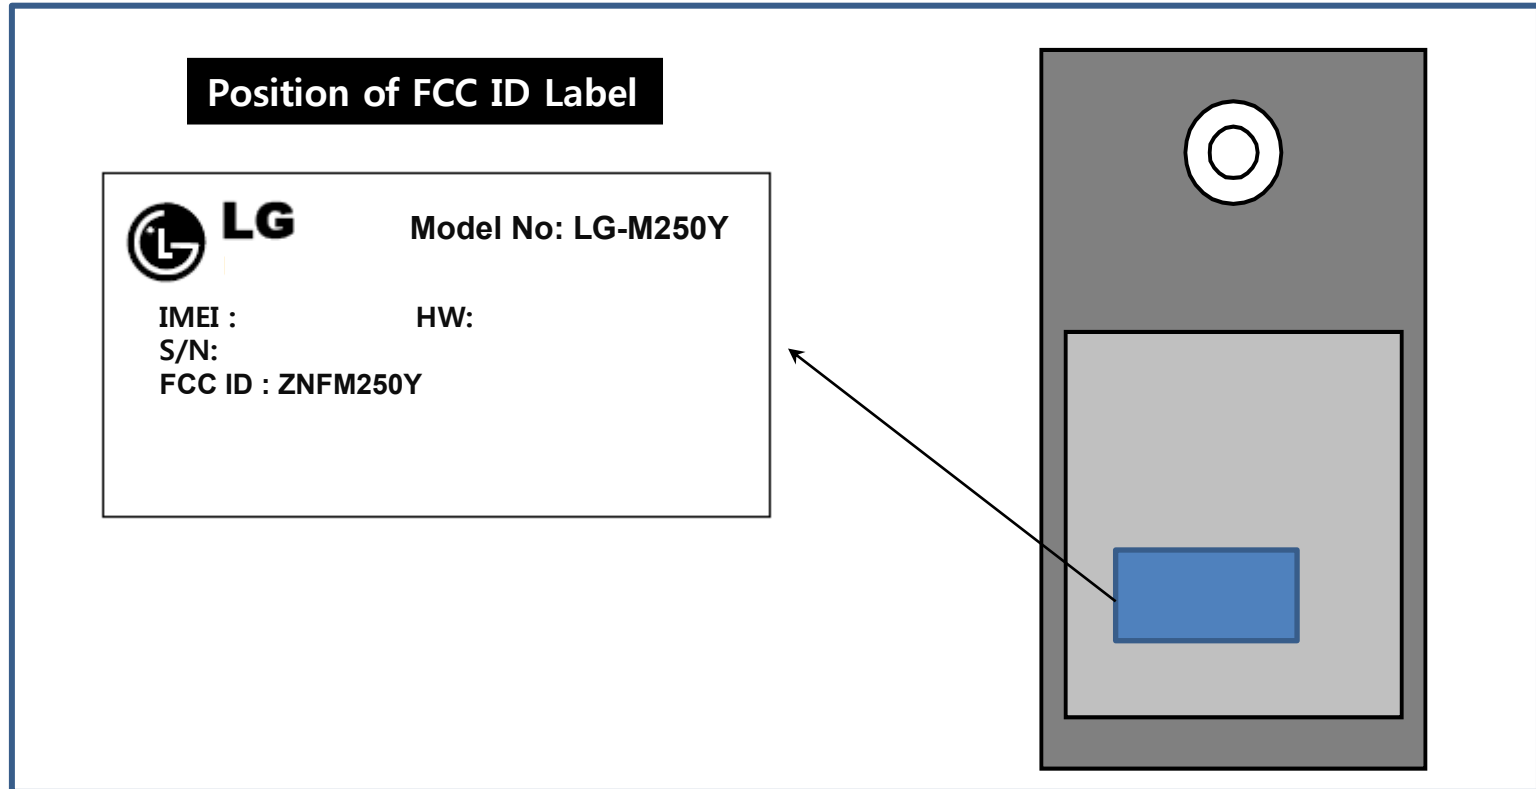 Position of FCC ID Label
LG
Model No: LG-M250Y
IMEI : HW:
S/N:
FCC ID : ZNFM250Y